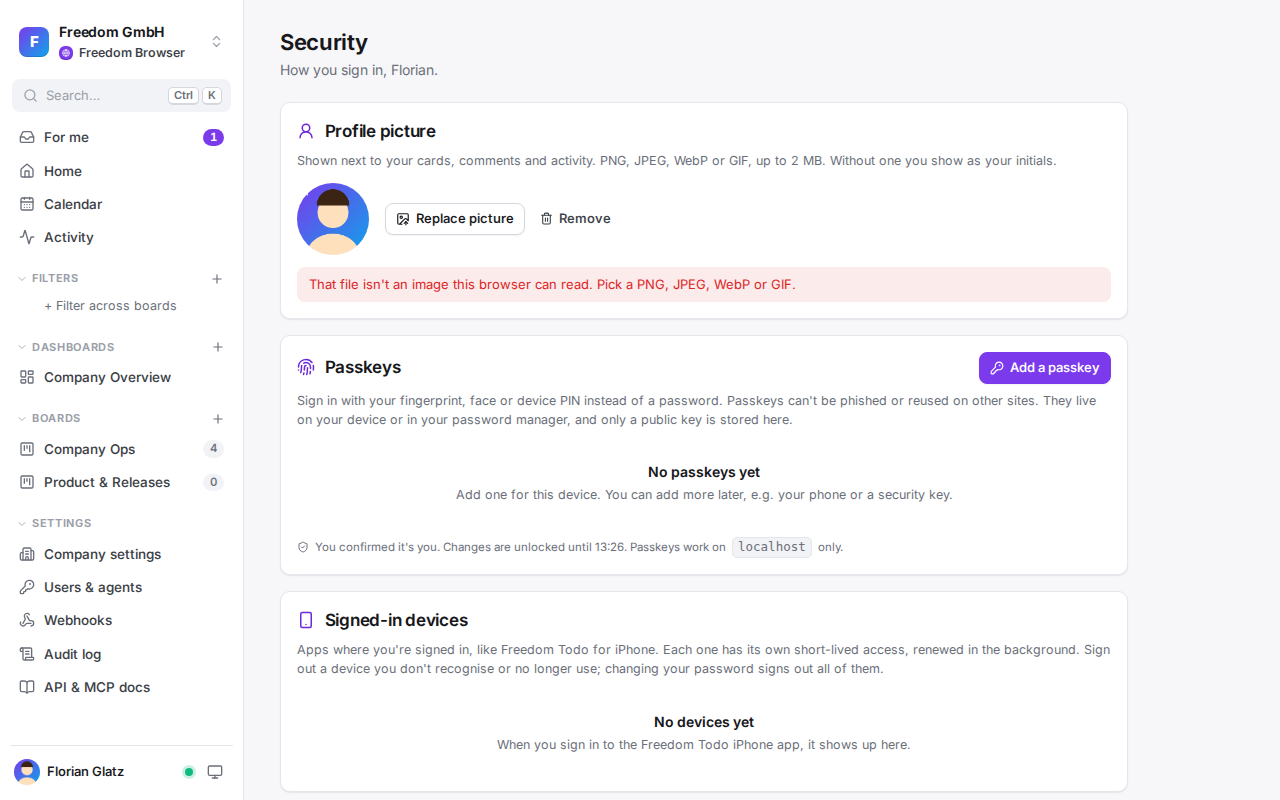 F
Freedom GmbH
Freedom Browser
Search...
Ctrl
K
For me
1
Home
Calendar
Activity
FILTERS
+ Filter across boards
DASHBOARDS
Company Overview
BOARDS
Company Ops
4
Product & Releases
0
SETTINGS
Company settings
Users & agents
Webhooks
Audit log
API & MCP docs
Florian Glatz
Security
How you sign in, Florian.
Profile picture
Shown next to your cards, comments and activity. PNG, JPEG, WebP or GIF, up to 2 MB. Without one you show as your initials.
Replace picture
Remove
That file isn't an image this browser can read. Pick a PNG, JPEG, WebP or GIF.
Passkeys
Add a passkey
Sign in with your fingerprint, face or device PIN instead of a password. Passkeys can't be phished or reused on other sites. They live
on your device or in your password manager, and only a public key is stored here.
No passkeys yet
Add one for this device. You can add more later, e.g. your phone or a security key.
You confirmed it's you. Changes are unlocked until 13:26. Passkeys work on localhost only.
Signed-in devices
Apps where you're signed in, like Freedom Todo for iPhone. Each one has its own short-lived access, renewed in the background. Sign
out a device you don't recognise or no longer use; changing your password signs out all of them.
No devices yet
When you sign in to the Freedom Todo iPhone app, it shows up here.